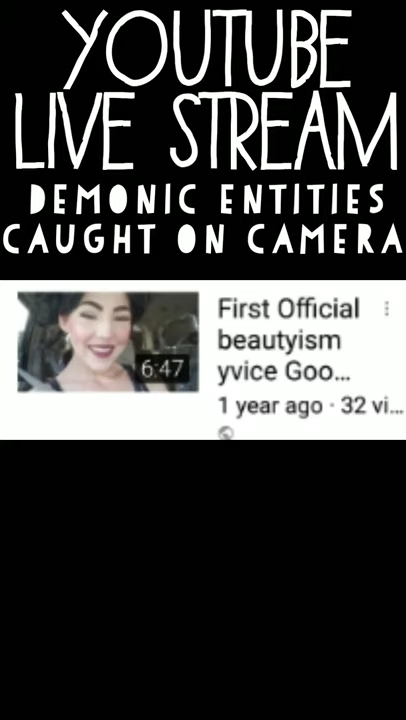 YOUTUBE
LIVE STREAM
DEMONIC ENTITIES
CAUGHT ON CAMERA
First Official
beautyism
yvice Goo...
6:47
1 year ago · 32 vi...